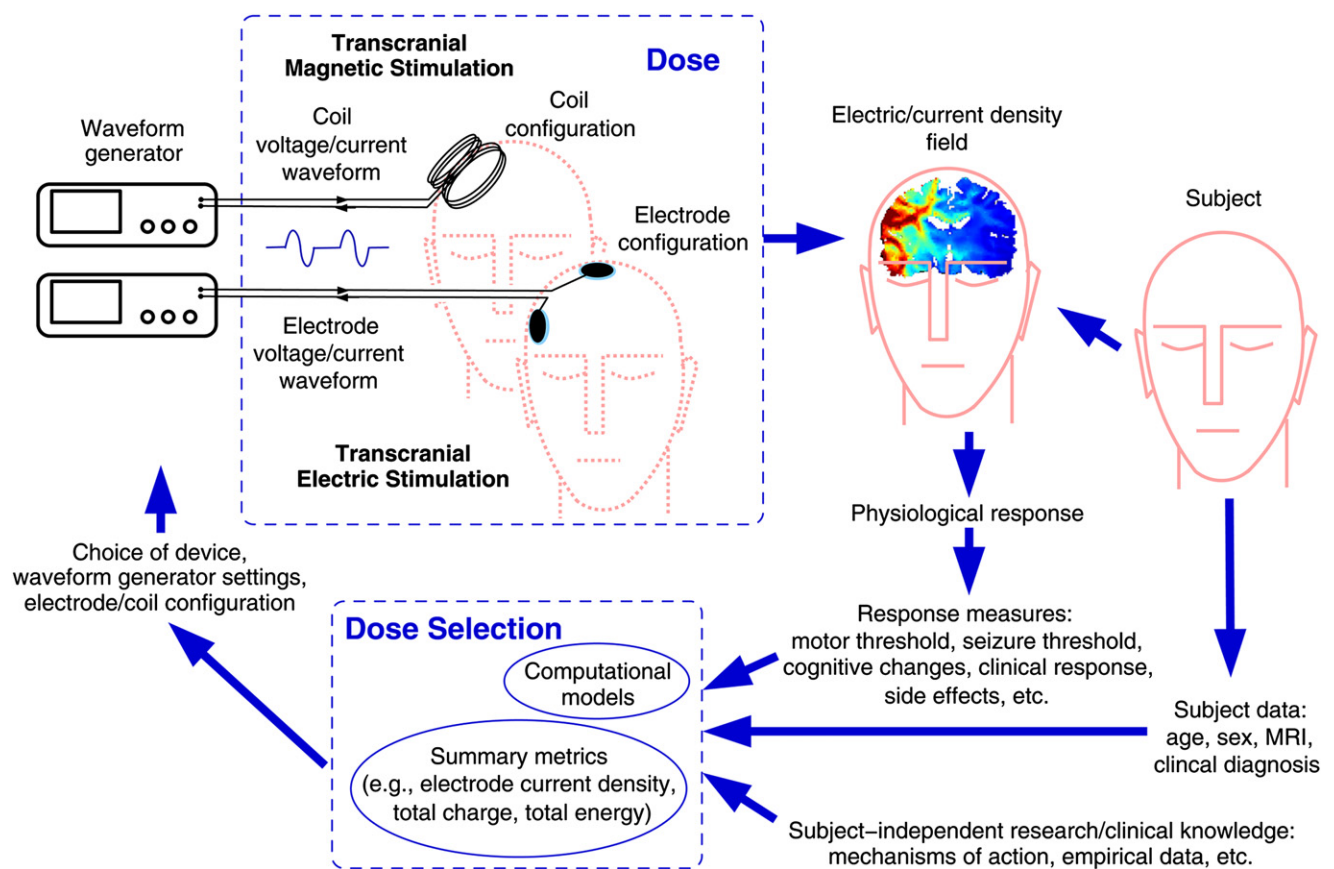 Transcranial
Magnetic Stimulation
Dose
Waveform
generator
Coil
voltage/current
waveform
Coil
configuration
Electrode
configuration
Electrode
voltage/current
waveform
Transcranial
Electric Stimulation
Electric/current density
field
Subject
Physiological response
Response measures:
motor threshold, seizure threshold,
cognitive changes, clinical response,
side effects, etc.
Subject data:
age, sex, MRI,
clincal diagnosis
Subject–independent research/clinical knowledge:
mechanisms of action, empirical data, etc.
Dose Selection
Computational
models
Summary metrics
(e.g., electrode current density,
total charge, total energy)
Choice of device,
waveform generator settings,
electrode/coil configuration